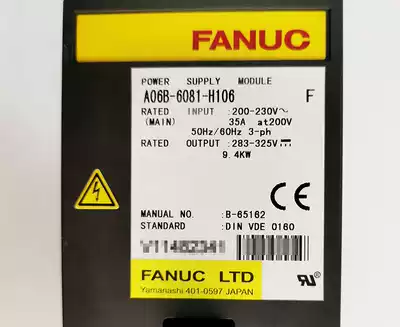 FANUC
POWER SUPPLY MODULE
A06B-6081-H106 F
RATED INPUT :200-230V～
(MAIN) 35A at200V
50Hz/60Hz 3-ph
RATED OUTPUT :283-325V⎓
9.4KW
CE
MANUAL NO. :B-65162
STANDARD :DIN VDE 0160
FANUC LTD
Yamanashi 401-0597 JAPAN